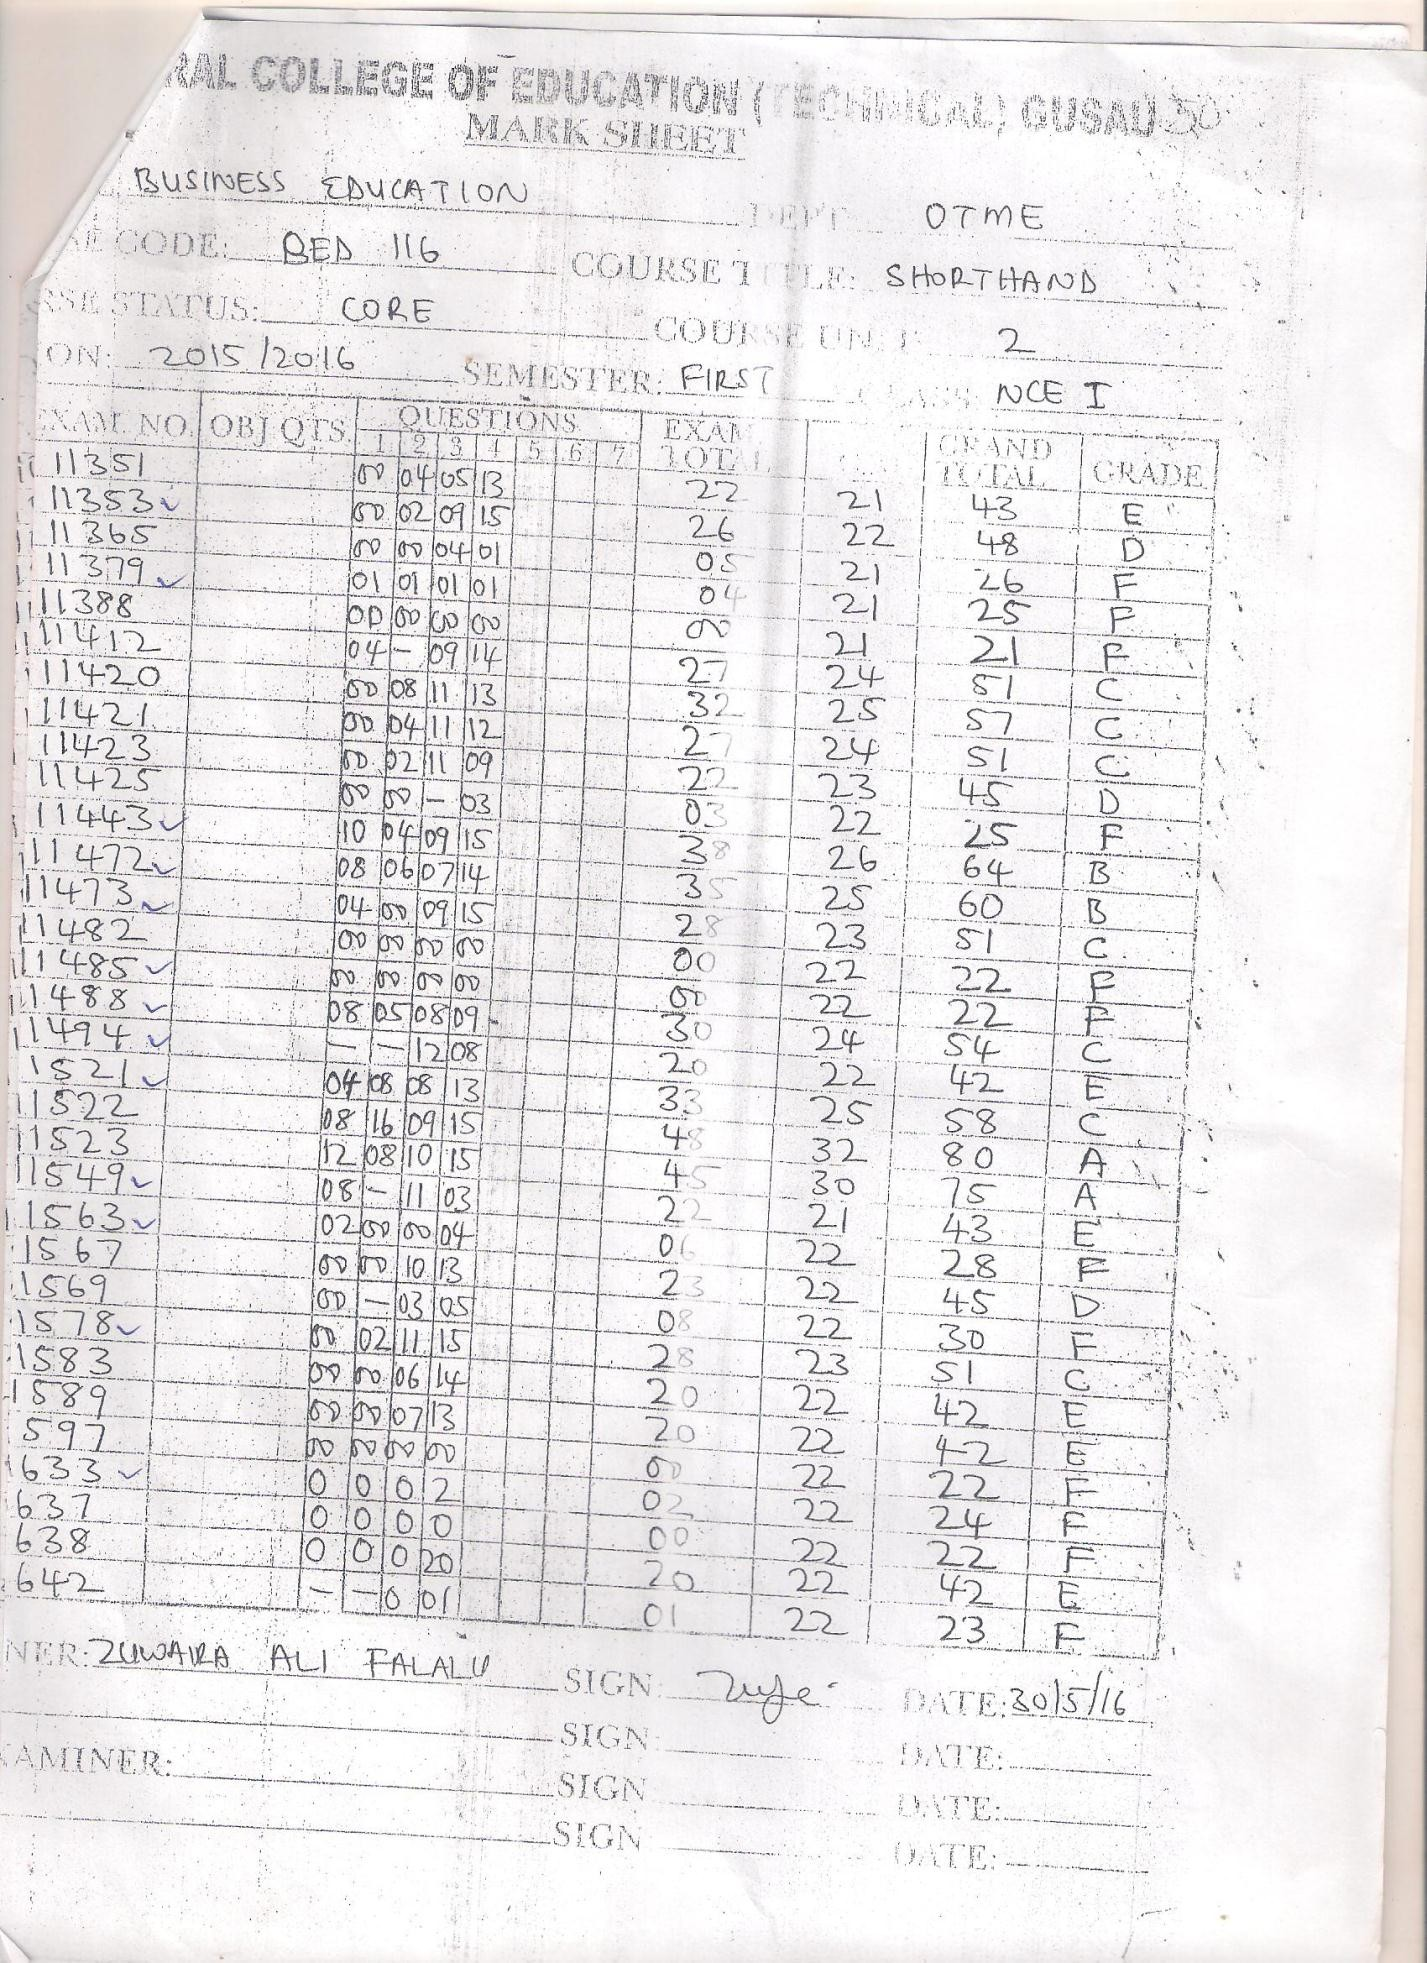 RAL COLLEGE OF EDUCATION (TECHNICAL) GUSAU 50
MARK SHEET
BUSINESS EDUCATION DEPT OTME
SE CODE: BED 116 COURSE TITLE: SHORTHAND
RSE STATUS: CORE COURSE UNIT: 2
ON: 2015/2016 SEMESTER: FIRST CLASS: NCE I
EXAM. NO. OBJ QTS. QUESTIONS EXAM TOTAL GRAND TOTAL GRADE
1 2 3 4 5 6 7
11351 00 04 05 13 22 21 43 E
11353 ✓ 00 02 09 15 26 22 48 D
11365 00 00 04 01 05 21 26 F
11379 ✓ 01 01 01 01 04 21 25 F
11388 00 00 00 00 00 21 21 F
11412 04 - 09 14 27 24 51 C
11420 00 08 11 13 32 25 57 C
11421 00 04 11 12 27 24 51 C
11423 00 02 11 09 22 23 45 D
11425 00 00 - 03 03 22 25 F
11443 ✓ 10 04 09 15 38 26 64 B
11472 ✓ 08 06 07 14 35 25 60 B
11473 ✓ 04 00 09 15 28 23 51 C
11482 00 00 00 00 00 22 22 F
11485 ✓ 00 00 00 00 00 22 22 F
1488 ✓ 08 05 08 09 30 24 54 C
11494 ✓ - - 12 08 20 22 42 E
1521 ✓ 04 08 08 13 33 25 58 C
11522 08 16 09 15 48 32 80 A
11523 12 08 10 15 45 30 75 A
11549 ✓ 08 - 11 03 22 21 43 E
1563 ✓ 02 00 00 04 06 22 28 F
1567 00 00 10 13 23 22 45 D
1569 00 - 03 05 08 22 30 F
1578 ✓ 00 02 11 15 28 23 51 C
1583 00 00 06 14 20 22 42 E
1589 00 00 07 13 20 22 42 E
597 00 00 00 00 00 22 22 F
633 ✓ 0 0 0 2 02 22 24 F
637 0 0 0 0 00 22 22 F
638 0 0 0 20 20 22 42 E
642 - - 0 01 01 22 23 F
NER: ZUWAIRA ALI FALALU SIGN: DATE: 30/5/16
SIGN: DATE:
XAMINER: SIGN DATE:
SIGN DATE: